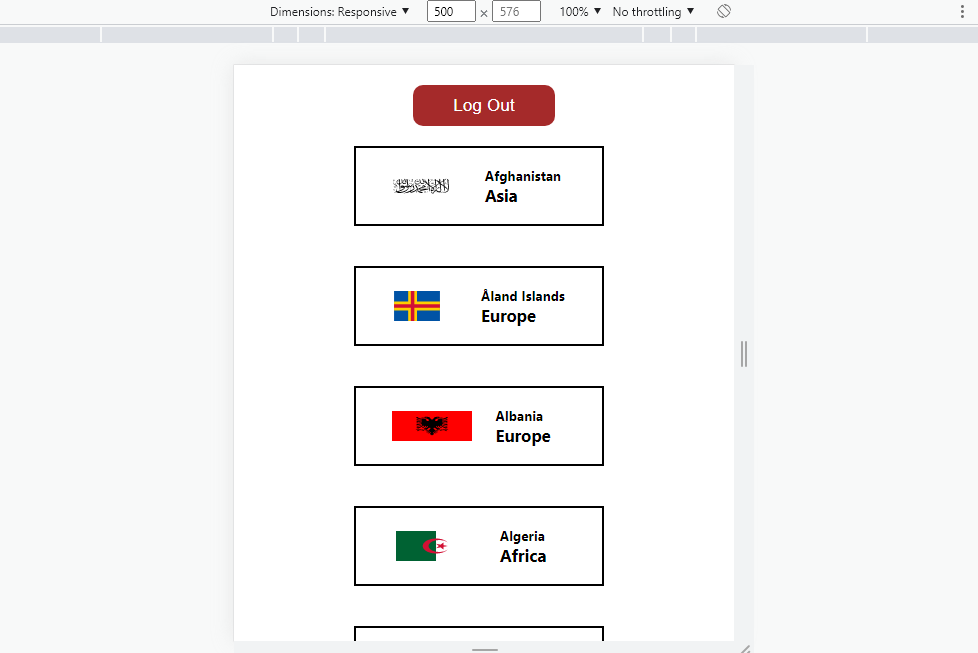 Dimensions: Responsive ▼ 500 × 576 100% ▼ No throttling ▼
Log Out
Afghanistan
Asia
Åland Islands
Europe
Albania
Europe
Algeria
Africa